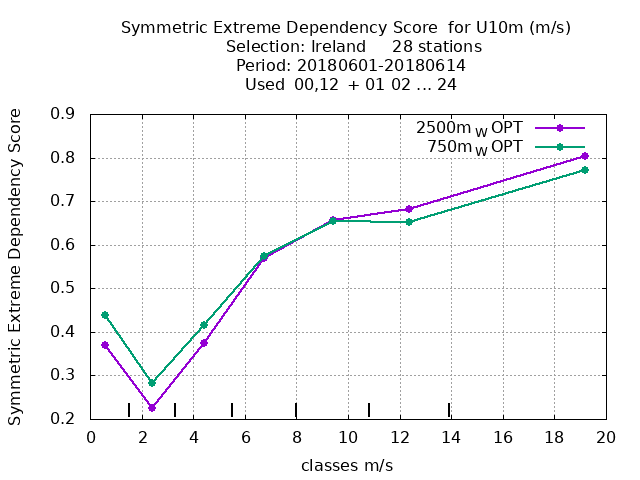 Symmetric Extreme Dependency Score for U10m (m/s)
Selection: Ireland 28 stations
Period: 20180601-20180614
Used 00,12 + 01 02 ... 24
Symmetric Extreme Dependency Score
0.9
0.8
0.7
0.6
0.5
0.4
0.3
0.2
2500m W OPT
750m W OPT
0 2 4 6 8 10 12 14 16 18 20
classes m/s